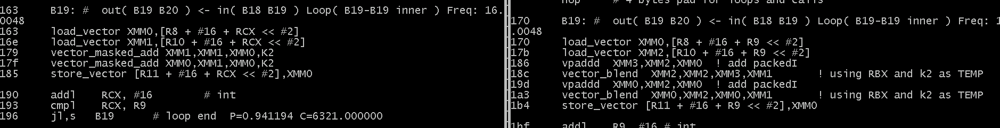 163     B19: #  out( B19 B20 ) <- in( B18 B19 ) Loop( B19-B19 inner ) Freq: 16.
0048
163     load_vector XMM0,[R8 + #16 + RCX << #2]
16e     load_vector XMM1,[R10 + #16 + RCX << #2]
179     vector_masked_add XMM1,XMM1,XMM0,K2
17f     vector_masked_add XMM0,XMM1,XMM0,K2
185     store_vector [R11 + #16 + RCX << #2],XMM0
190     addl    RCX, #16        # int
193     cmpl    RCX, R9
196     jl,s   B19      # loop end  P=0.941194 C=6321.000000
nop     # 4 bytes pad for loops and calls
170     B19: #  out( B19 B20 ) <- in( B18 B19 ) Loop( B19-B19 inner ) Freq: 1
.0048
170     load_vector XMM0,[R8 + #16 + R9 << #2]
17b     load_vector XMM2,[R10 + #16 + R9 << #2]
186     vpaddd  XMM3,XMM2,XMM0  ! add packedI
18c     vector_blend  XMM2,XMM2,XMM3,XMM1       ! using RBX and k2 as TEMP
19d     vpaddd  XMM0,XMM2,XMM0  ! add packedI
1a3     vector_blend  XMM0,XMM2,XMM0,XMM1       ! using RBX and k2 as TEMP
1b4     store_vector [R11 + #16 + R9 << #2],XMM0
1bf     addl    R9, #16 # int